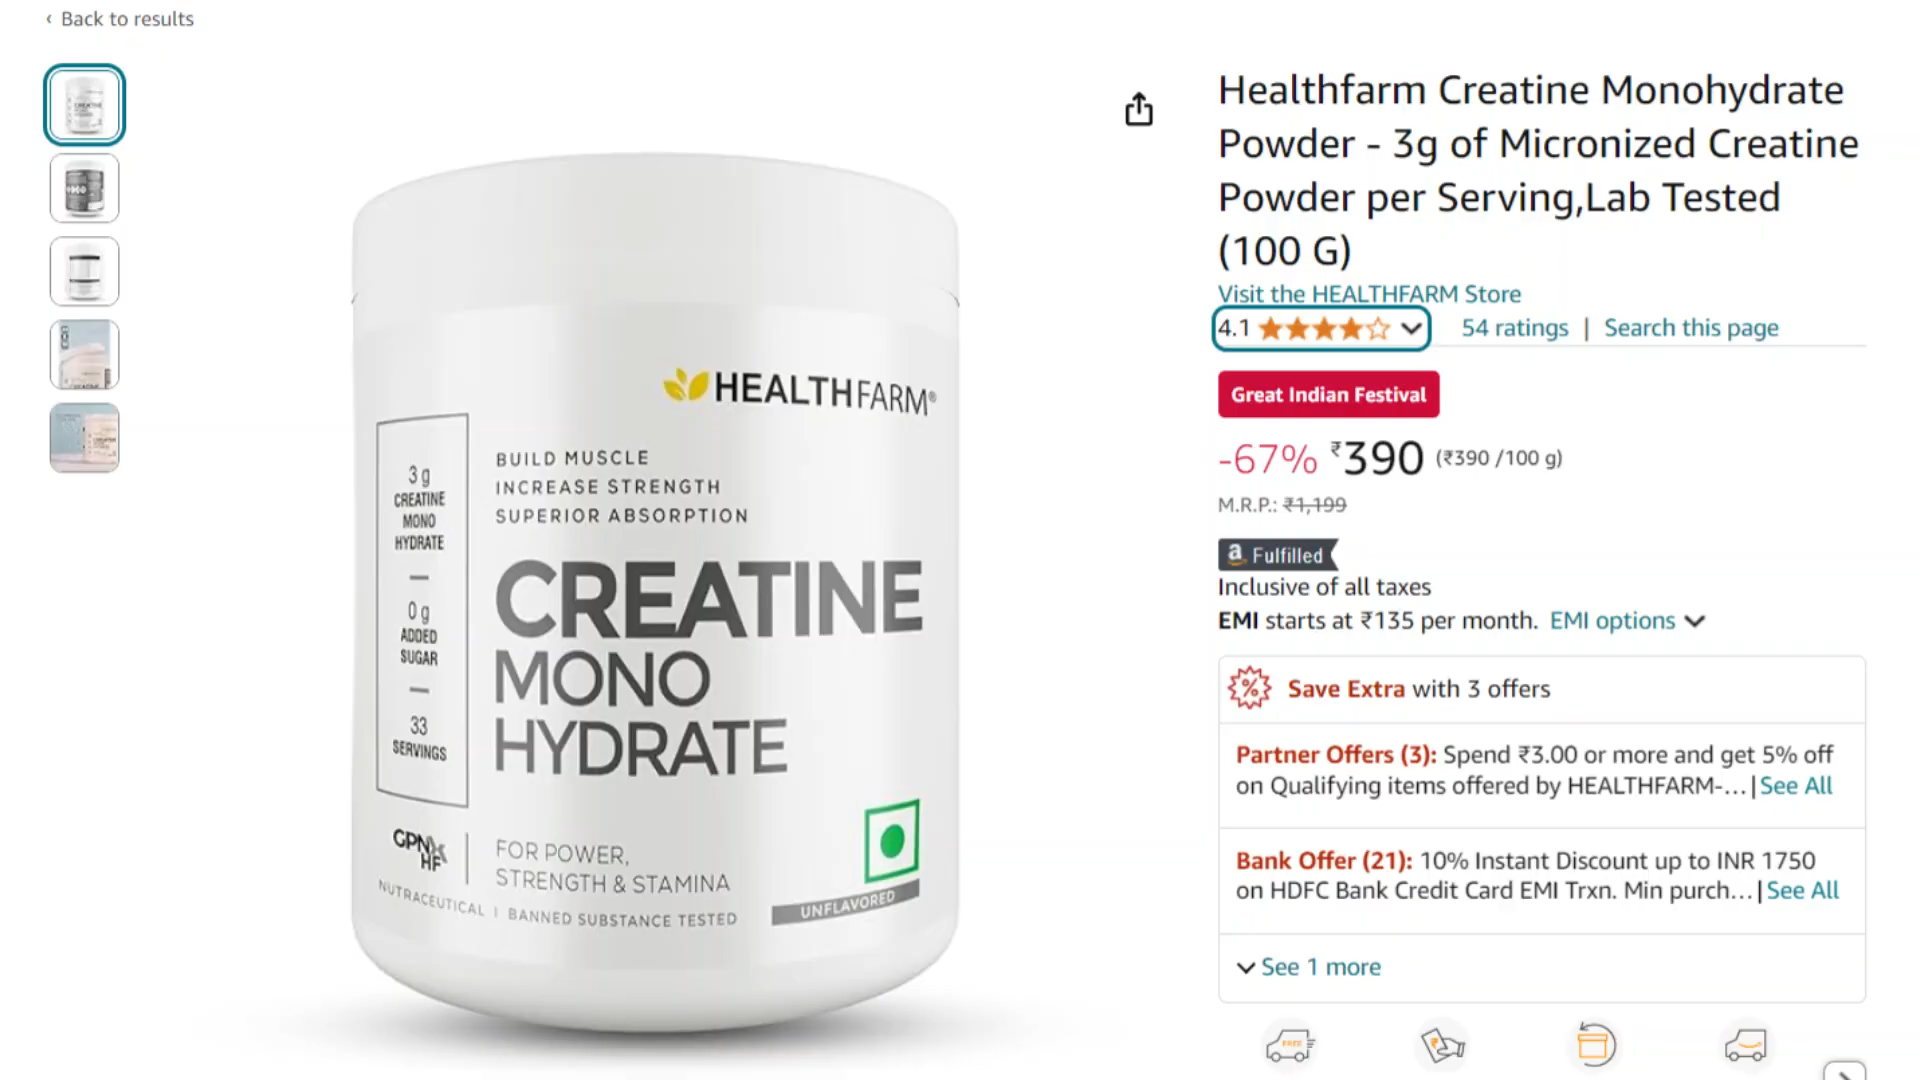 ‹ Back to results
Healthfarm Creatine Monohydrate
Powder - 3g of Micronized Creatine
Powder per Serving,Lab Tested
(100 G)
Visit the HEALTHFARM Store
4.1
54 ratings | Search this page
Great Indian Festival
-67% ₹390 (₹390 /100 g)
M.R.P.: ₹1,199
a Fulfilled
Inclusive of all taxes
EMI starts at ₹135 per month. EMI options
Save Extra with 3 offers
Partner Offers (3): Spend ₹3.00 or more and get 5% off
on Qualifying items offered by HEALTHFARM-... | See All
Bank Offer (21): 10% Instant Discount up to INR 1750
on HDFC Bank Credit Card EMI Trxn. Min purch... | See All
See 1 more
FREE
HEALTHFARM®
BUILD MUSCLE
INCREASE STRENGTH
SUPERIOR ABSORPTION
3 g
CREATINE
MONO
HYDRATE
0 g
ADDED
SUGAR
33
SERVINGS
CREATINE
MONO
HYDRATE
GPNX
HF
FOR POWER,
STRENGTH & STAMINA
NUTRACEUTICAL | BANNED SUBSTANCE TESTED
UNFLAVORED